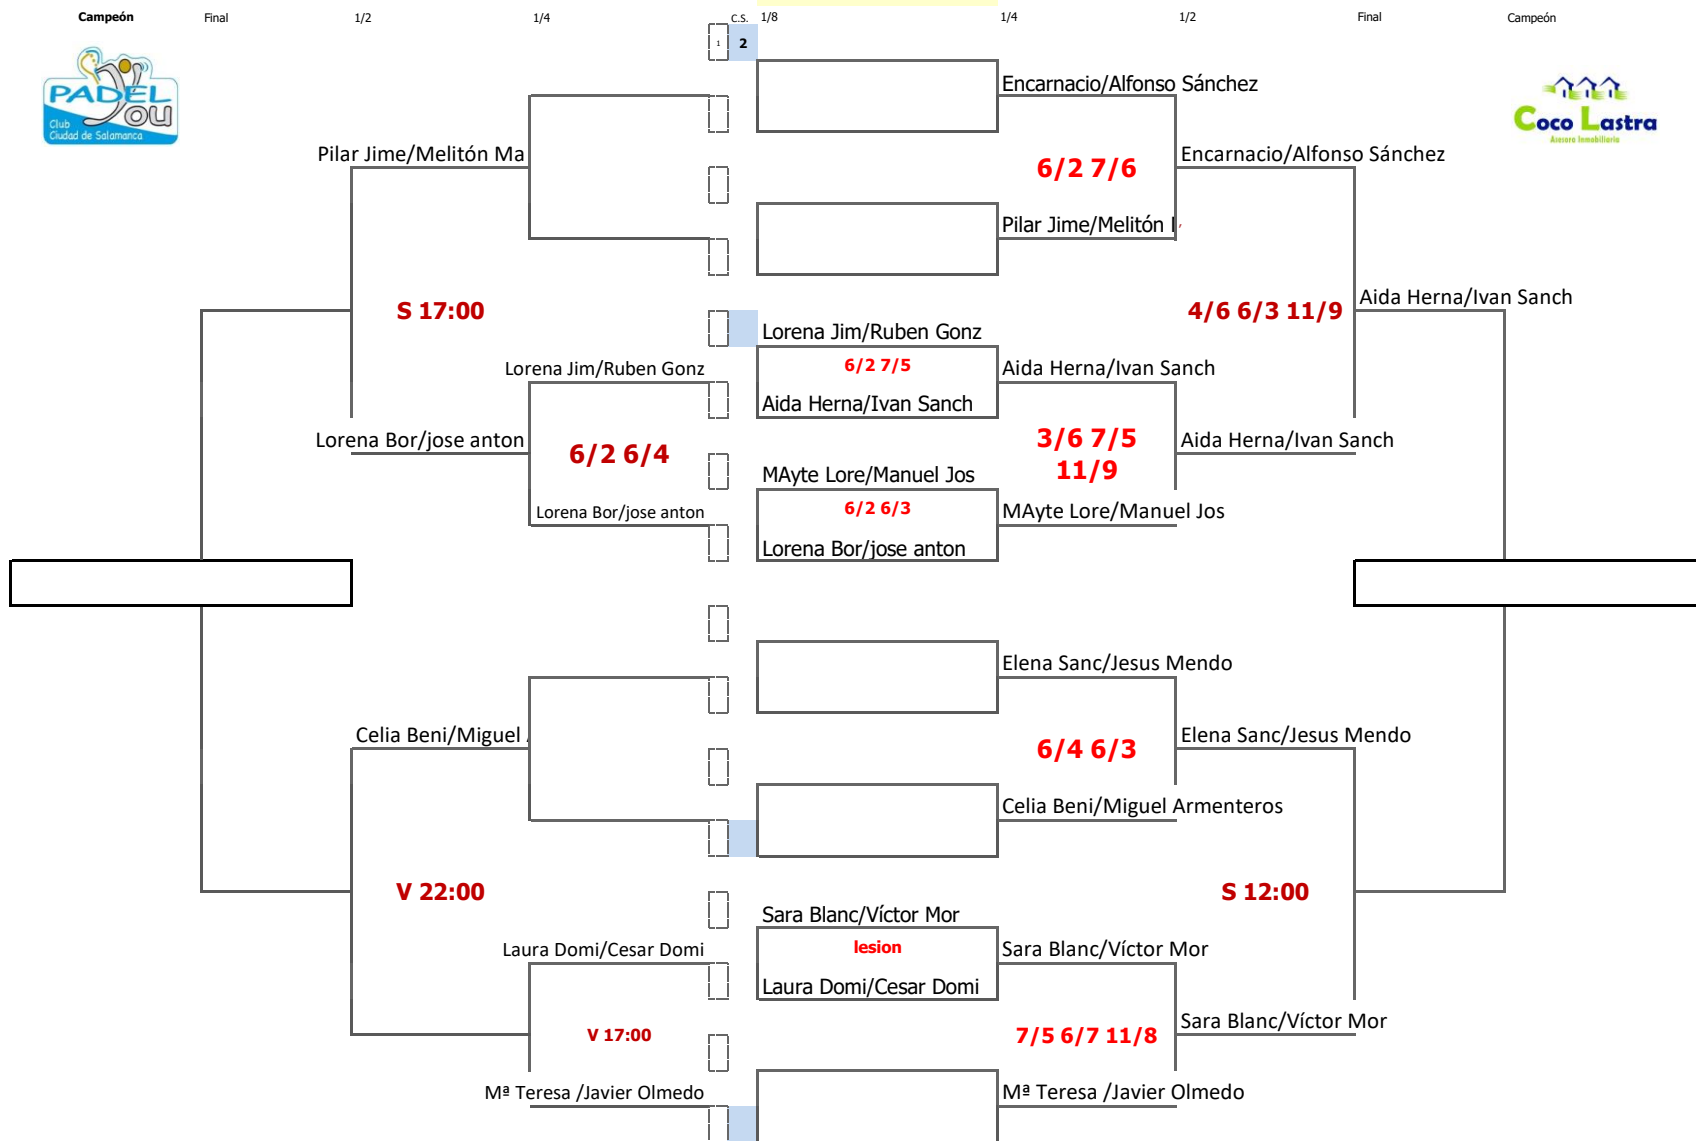 Campeón Final 1/2 1/4 C.S. 1/8 1/4 1/2 Final Campeón
1 2
PADEL YOU
Club
Ciudad de Salamanca
Coco Lastra
Asesora Inmobiliaria
Encarnacio/Alfonso Sánchez
Pilar Jime/Melitón Ma
6/2 7/6
Encarnacio/Alfonso Sánchez
Pilar Jime/Melitón
S 17:00
4/6 6/3 11/9
Aida Herna/Ivan Sanch
Lorena Jim/Ruben Gonz
Lorena Jim/Ruben Gonz
6/2 7/5
Aida Herna/Ivan Sanch
Aida Herna/Ivan Sanch
Lorena Bor/jose anton
6/2 6/4
3/6 7/5
11/9
Aida Herna/Ivan Sanch
MAyte Lore/Manuel Jos
Lorena Bor/jose anton
6/2 6/3
MAyte Lore/Manuel Jos
Lorena Bor/jose anton
Elena Sanc/Jesus Mendo
Celia Beni/Miguel
6/4 6/3
Elena Sanc/Jesus Mendo
Celia Beni/Miguel Armenteros
V 22:00
S 12:00
Sara Blanc/Víctor Mor
Laura Domi/Cesar Domi
lesion
Sara Blanc/Víctor Mor
Laura Domi/Cesar Domi
V 17:00
7/5 6/7 11/8
Sara Blanc/Víctor Mor
Mª Teresa /Javier Olmedo
Mª Teresa /Javier Olmedo